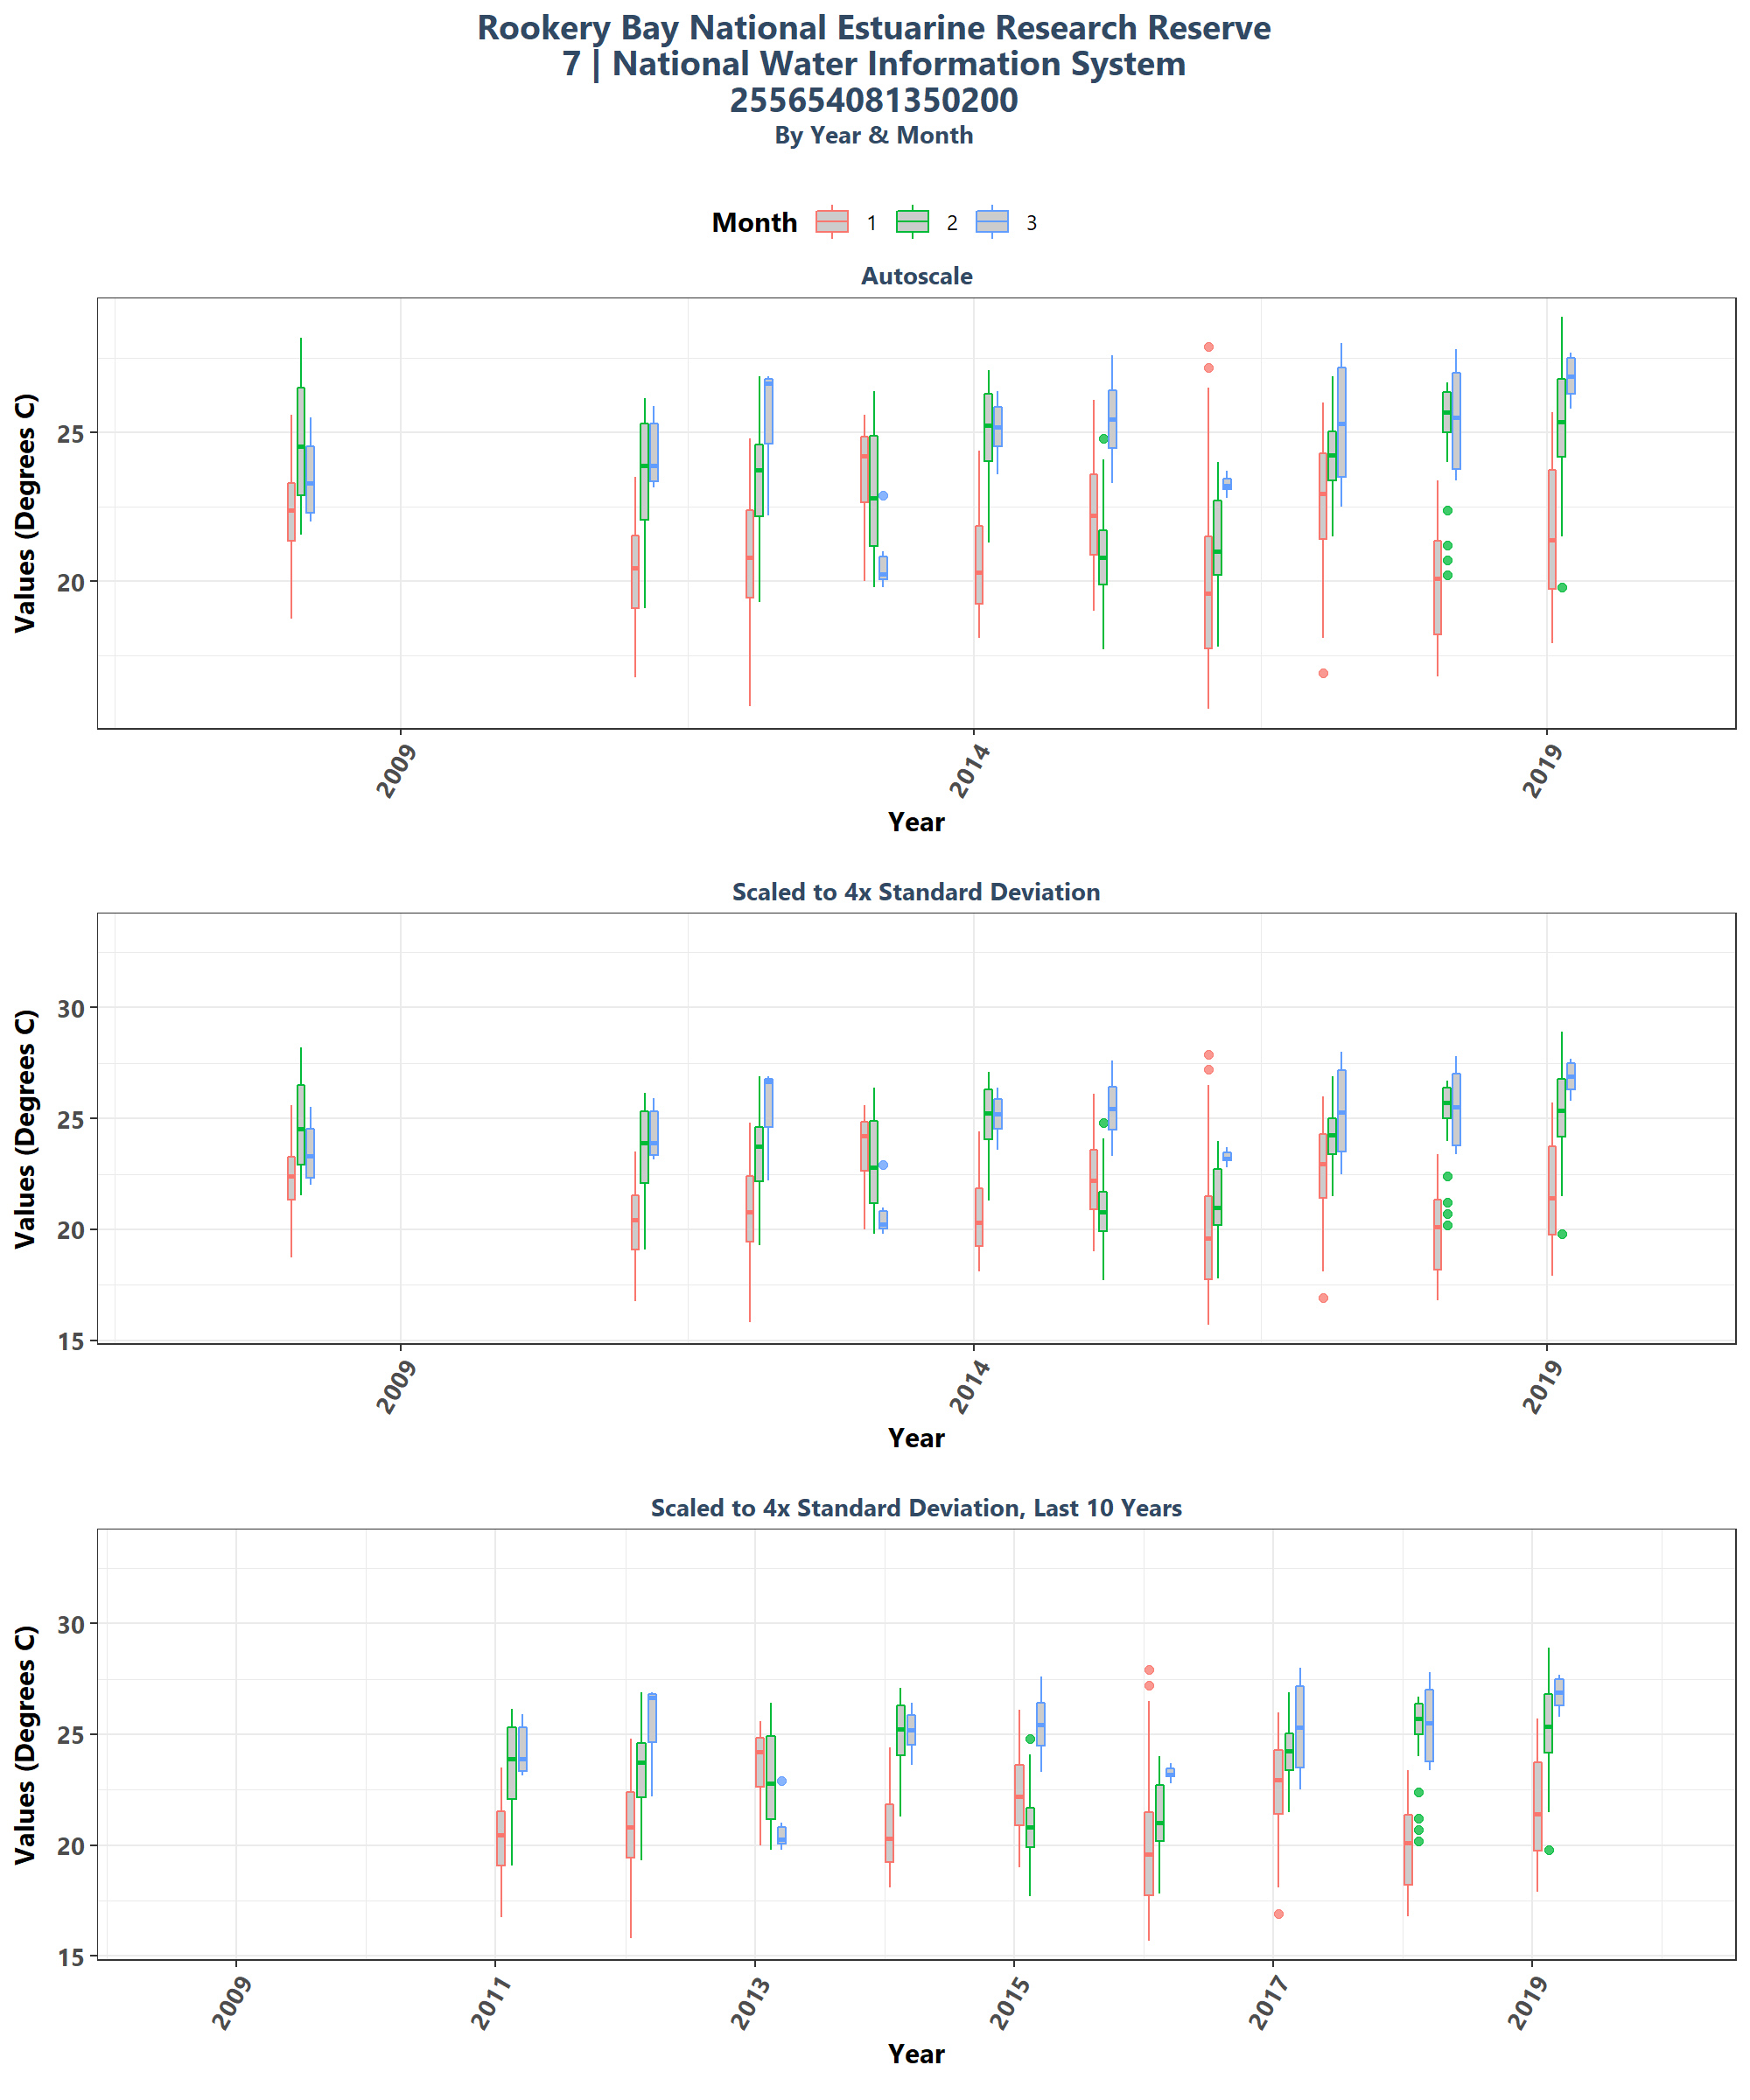 Rookery Bay National Estuarine Research Reserve
7 | National Water Information System
255654081350200
By Year & Month
Month 1 2 3
Autoscale
Values (Degrees C)
25
20
2009 2014 2019
Year
Scaled to 4x Standard Deviation
Values (Degrees C)
30
25
20
15
2009 2014 2019
Year
Scaled to 4x Standard Deviation, Last 10 Years
Values (Degrees C)
30
25
20
15
2009 2011 2013 2015 2017 2019
Year